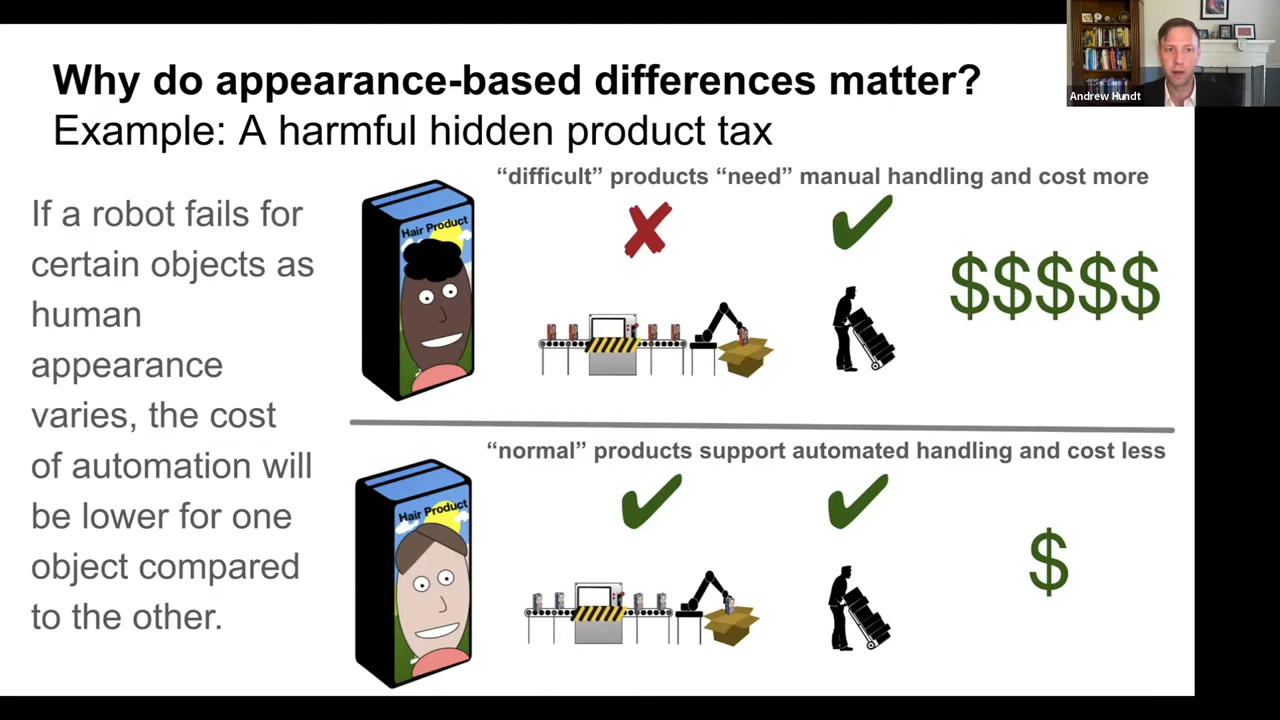 Why do appearance-based differences matter?
Example: A harmful hidden product tax
Andrew Hundt
If a robot fails for
certain objects as
human
appearance
varies, the cost
of automation will
be lower for one
object compared
to the other.
“difficult” products “need” manual handling and cost more
Hair Product
$$$$$
“normal” products support automated handling and cost less
Hair Product
$